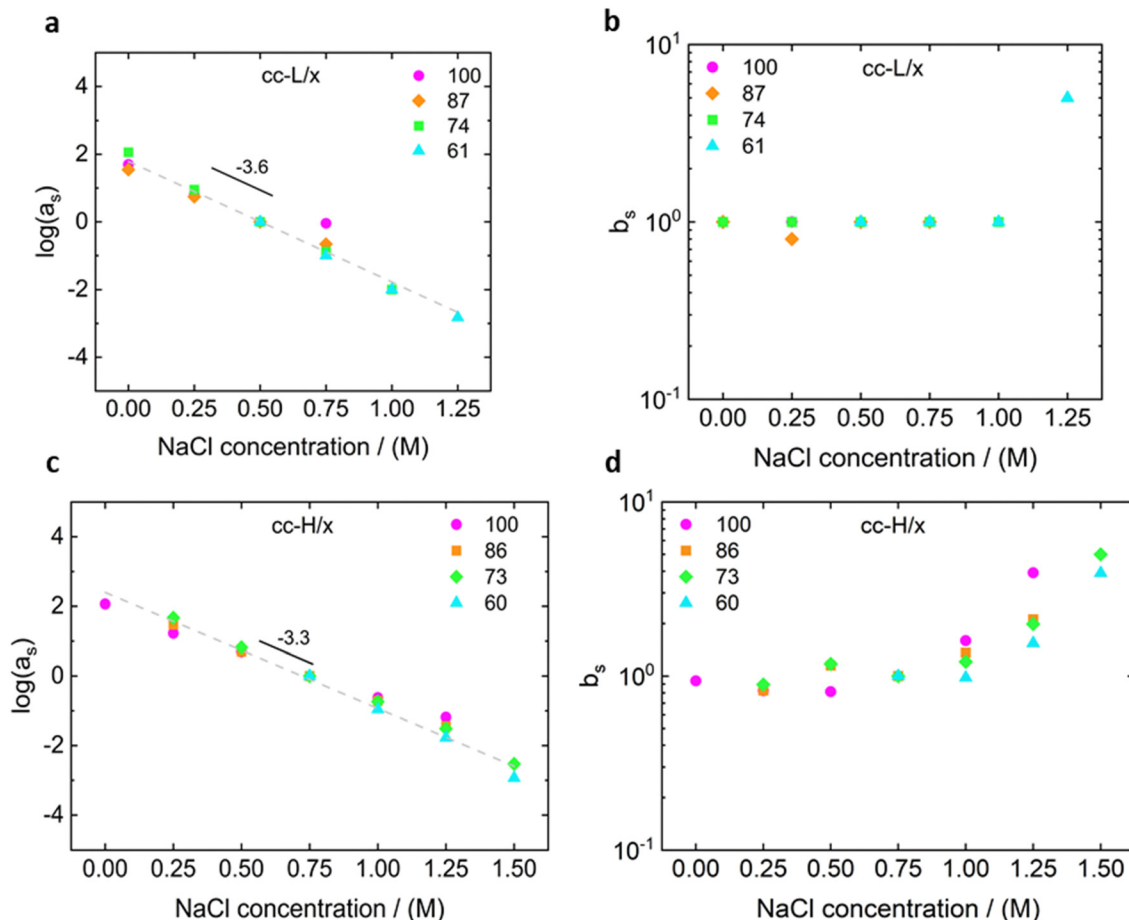 a
cc-L/x
100
87
74
61
-3.6
log(a_s)
4
2
0
-2
-4
0.00 0.25 0.50 0.75 1.00 1.25
NaCl concentration / (M)
b
cc-L/x
100
87
74
61
b_s
10^1
10^0
10^-1
0.00 0.25 0.50 0.75 1.00 1.25
NaCl concentration / (M)
c
cc-H/x
100
86
73
60
-3.3
log(a_s)
4
2
0
-2
-4
0.00 0.25 0.50 0.75 1.00 1.25 1.50
NaCl concentration / (M)
d
cc-H/x
100
86
73
60
b_s
10^1
10^0
10^-1
0.00 0.25 0.50 0.75 1.00 1.25 1.50
NaCl concentration / (M)